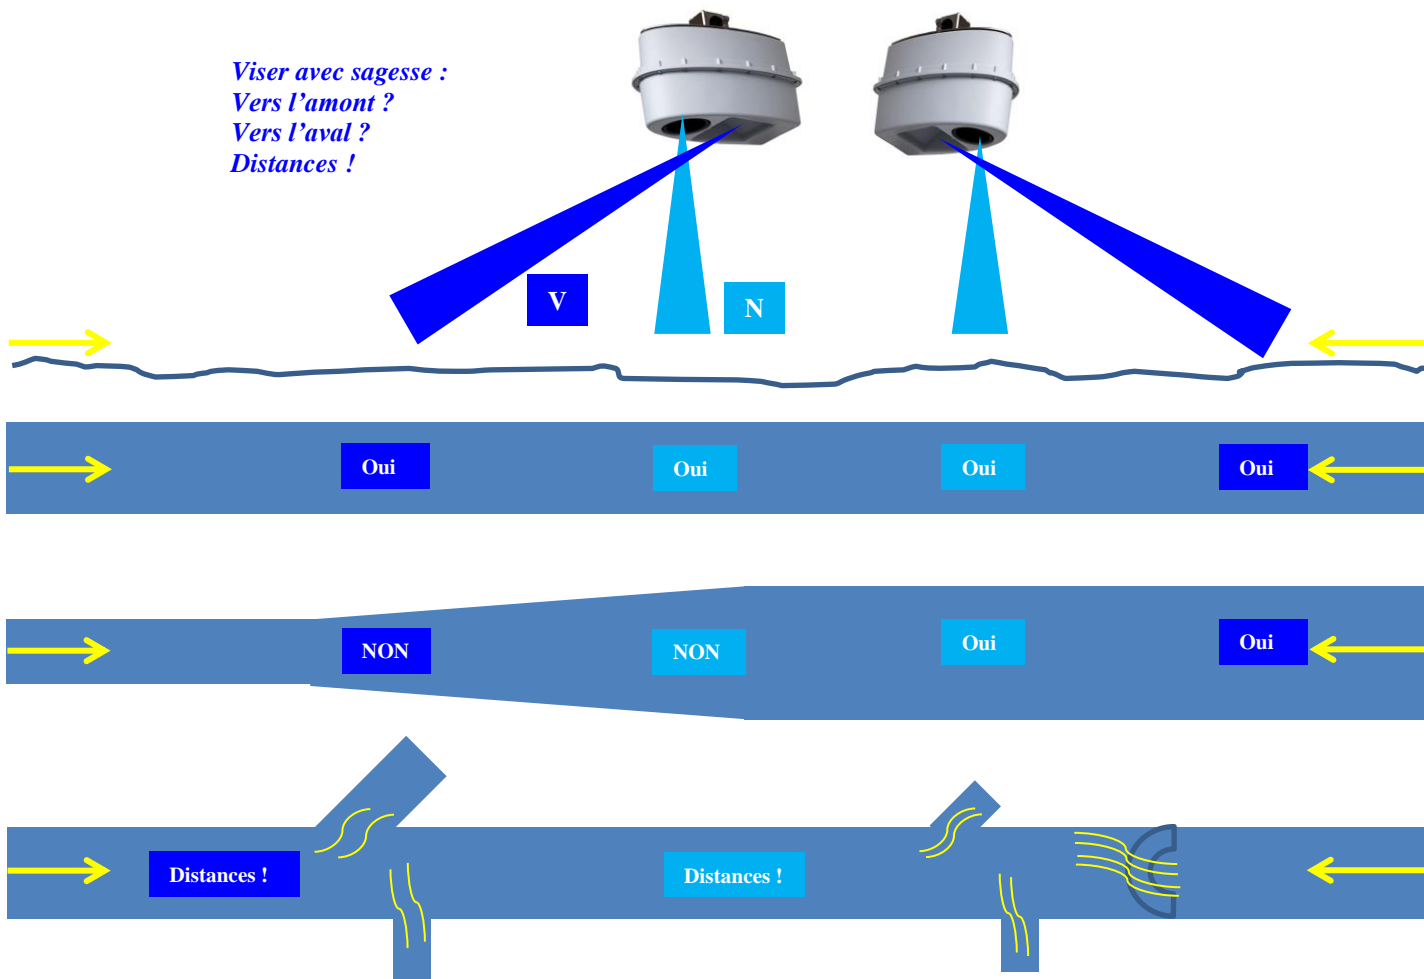 Viser avec sagesse :
Vers l’amont ?
Vers l’aval ?
Distances !
V
N
Oui
Oui
Oui
Oui
NON
NON
Oui
Oui
Distances !
Distances !